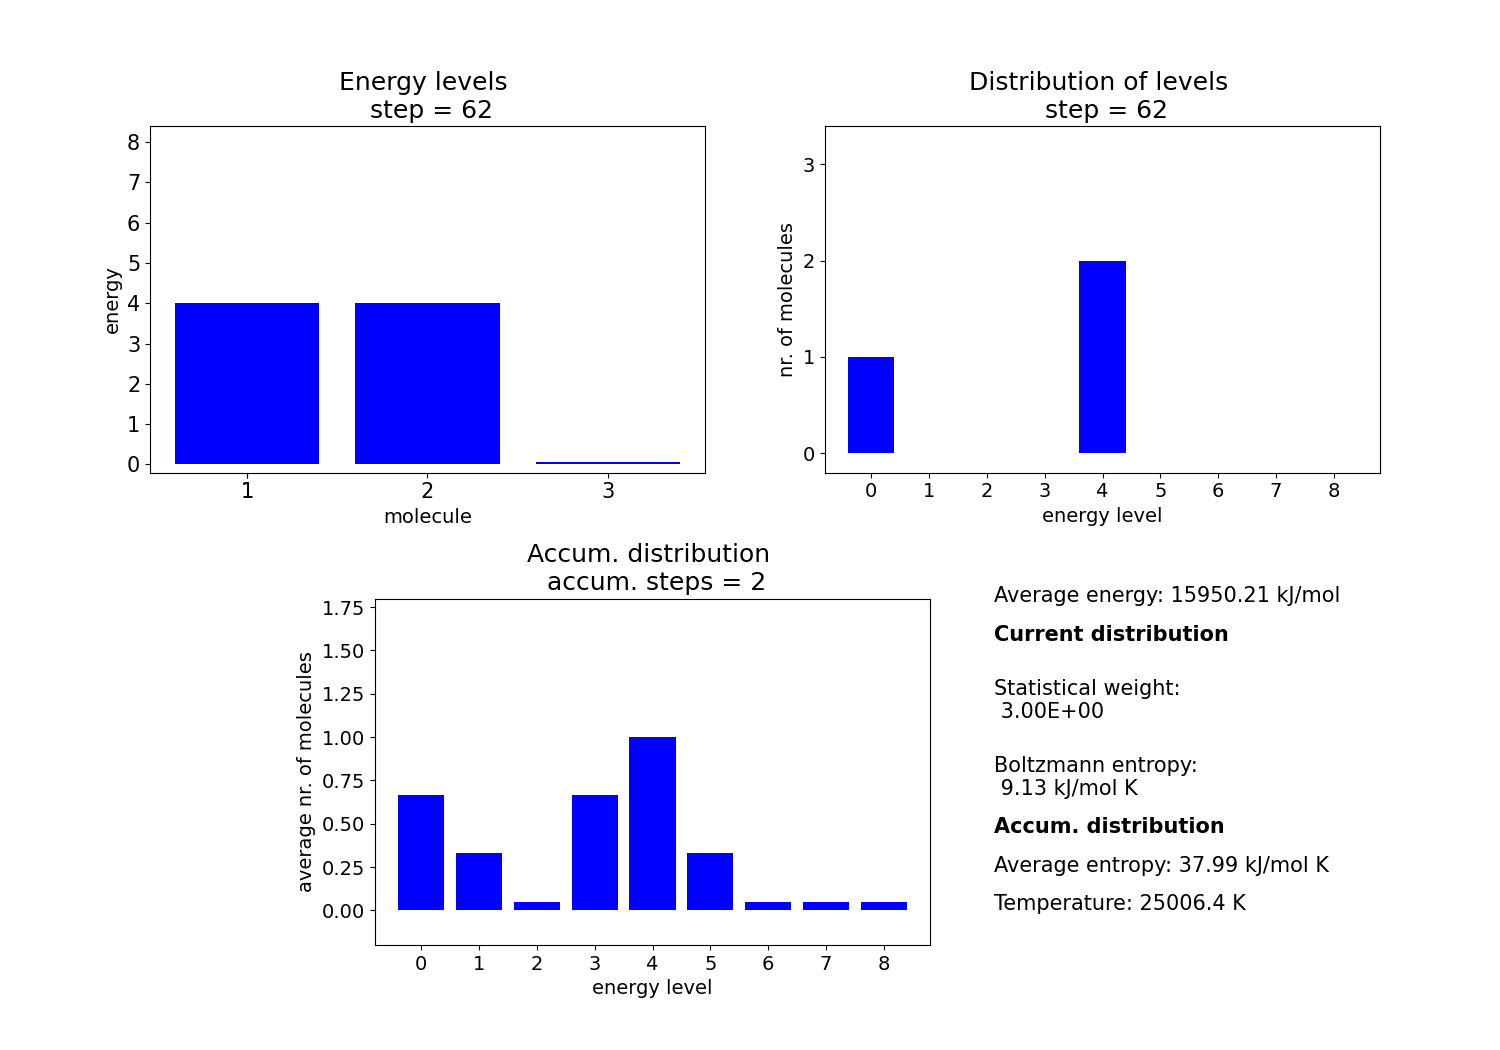 Energy levels
step = 62
8
7
6
5
4
3
2
1
0
energy
1 2 3
molecule
Distribution of levels
step = 62
3
2
1
0
nr. of molecules
0 1 2 3 4 5 6 7 8
energy level
Accum. distribution
accum. steps = 2
1.75
1.50
1.25
1.00
0.75
0.50
0.25
0.00
average nr. of molecules
0 1 2 3 4 5 6 7 8
energy level
Average energy: 15950.21 kJ/mol
Current distribution
Statistical weight:
3.00E+00
Boltzmann entropy:
9.13 kJ/mol K
Accum. distribution
Average entropy: 37.99 kJ/mol K
Temperature: 25006.4 K